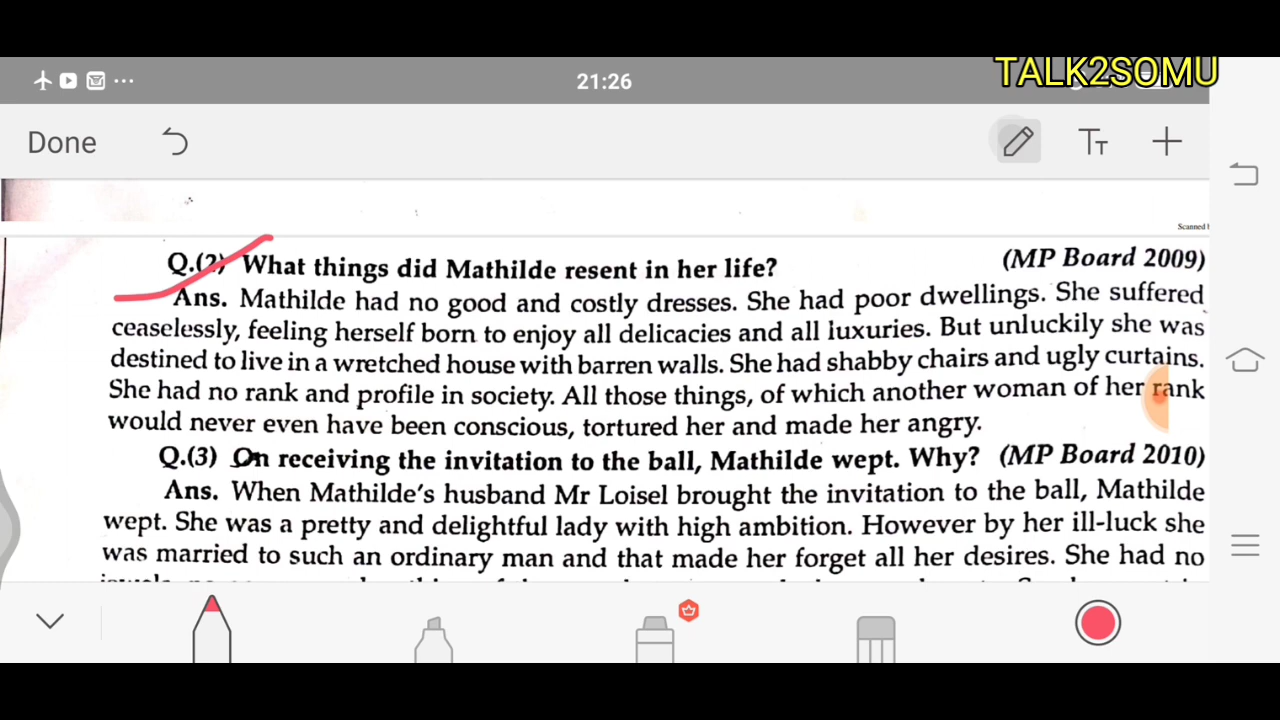 TALK2SOMU
21:26
Done
Scanned
Q.(2) What things did Mathilde resent in her life? (MP Board 2009)
Ans. Mathilde had no good and costly dresses. She had poor dwellings. She suffered
ceaselessly, feeling herself born to enjoy all delicacies and all luxuries. But unluckily she was
destined to live in a wretched house with barren walls. She had shabby chairs and ugly curtains.
She had no rank and profile in society. All those things, of which another woman of her rank
would never even have been conscious, tortured her and made her angry.
Q.(3) On receiving the invitation to the ball, Mathilde wept. Why? (MP Board 2010)
Ans. When Mathilde's husband Mr Loisel brought the invitation to the ball, Mathilde
wept. She was a pretty and delightful lady with high ambition. However by her ill-luck she
was married to such an ordinary man and that made her forget all her desires. She had no